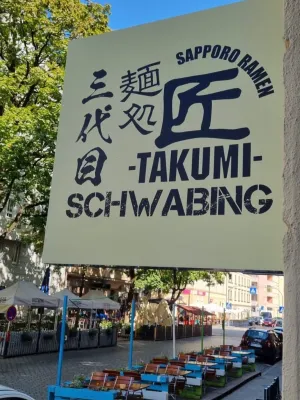 三代目
麺処
匠
SAPPORO RAMEN
-TAKUMI-
SCHWABING